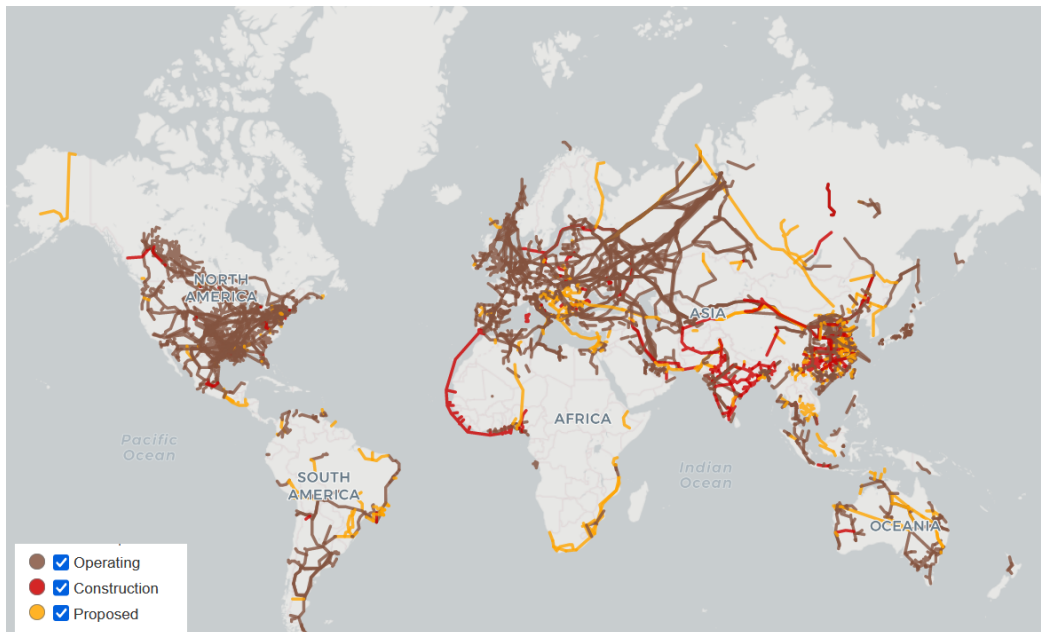 NORTH
AMERICA
ASIA
Pacific
Ocean
AFRICA
Indian
Ocean
SOUTH
AMERICA
OCEANIA
Operating
Construction
Proposed